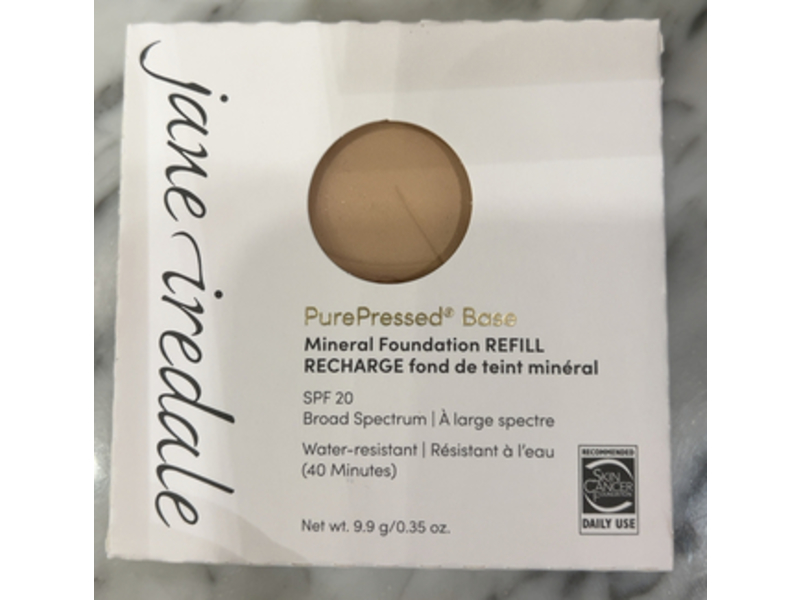 jane iredale
PurePressed® Base
Mineral Foundation REFILL
RECHARGE fond de teint minéral
SPF 20
Broad Spectrum | À large spectre
Water-resistant | Résistant à l'eau
(40 Minutes)
Net wt. 9.9 g/0.35 oz.
RECOMMENDED
SKIN
CANCER
FOUNDATION
DAILY USE